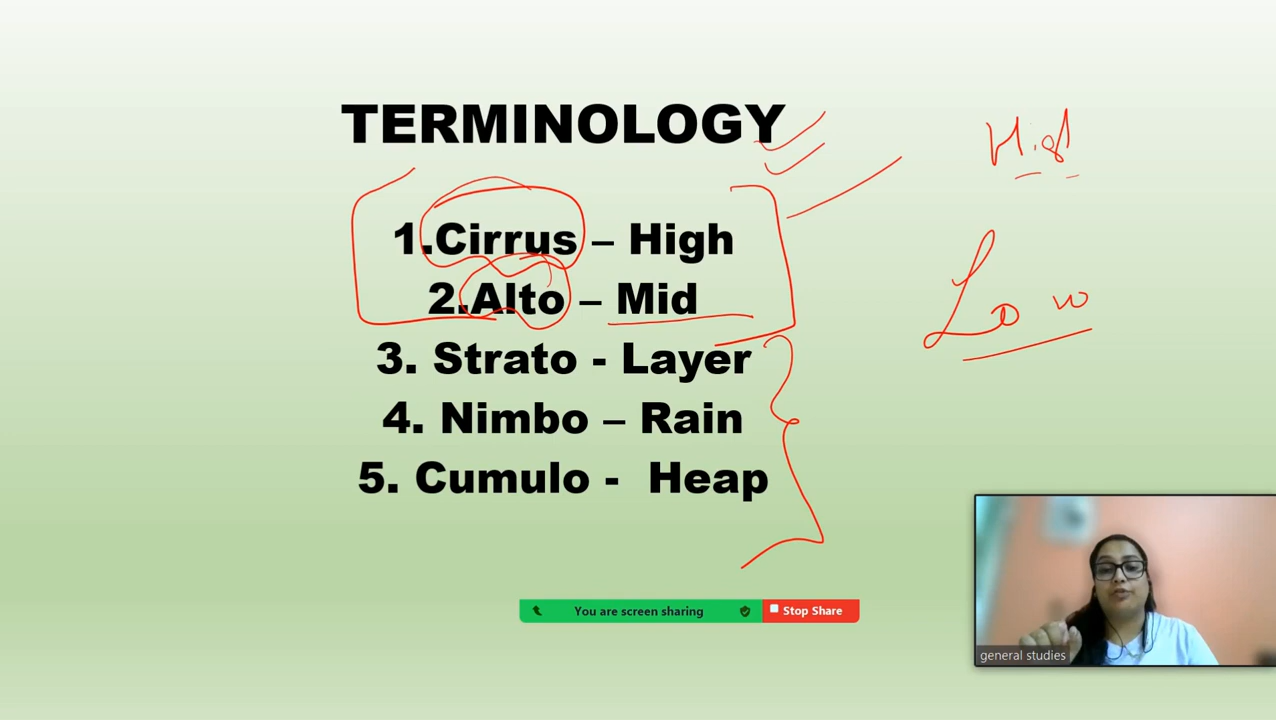 TERMINOLOGY
High
1.Cirrus – High
2.Alto – Mid
Low
3. Strato - Layer
4. Nimbo – Rain
5. Cumulo - Heap
You are screen sharing
Stop Share
general studies